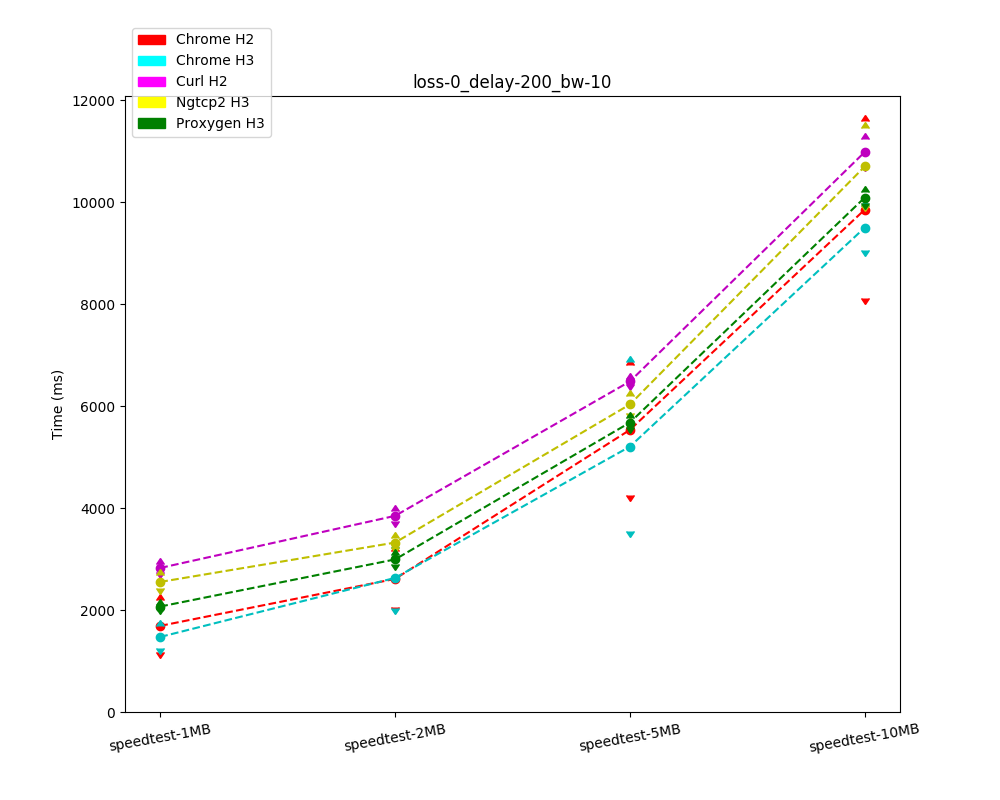 Chrome H2
Chrome H3
Curl H2
Ngtcp2 H3
Proxygen H3
loss-0_delay-200_bw-10
12000
10000
8000
6000
4000
2000
0
Time (ms)
speedtest-1MB
speedtest-2MB
speedtest-5MB
speedtest-10MB